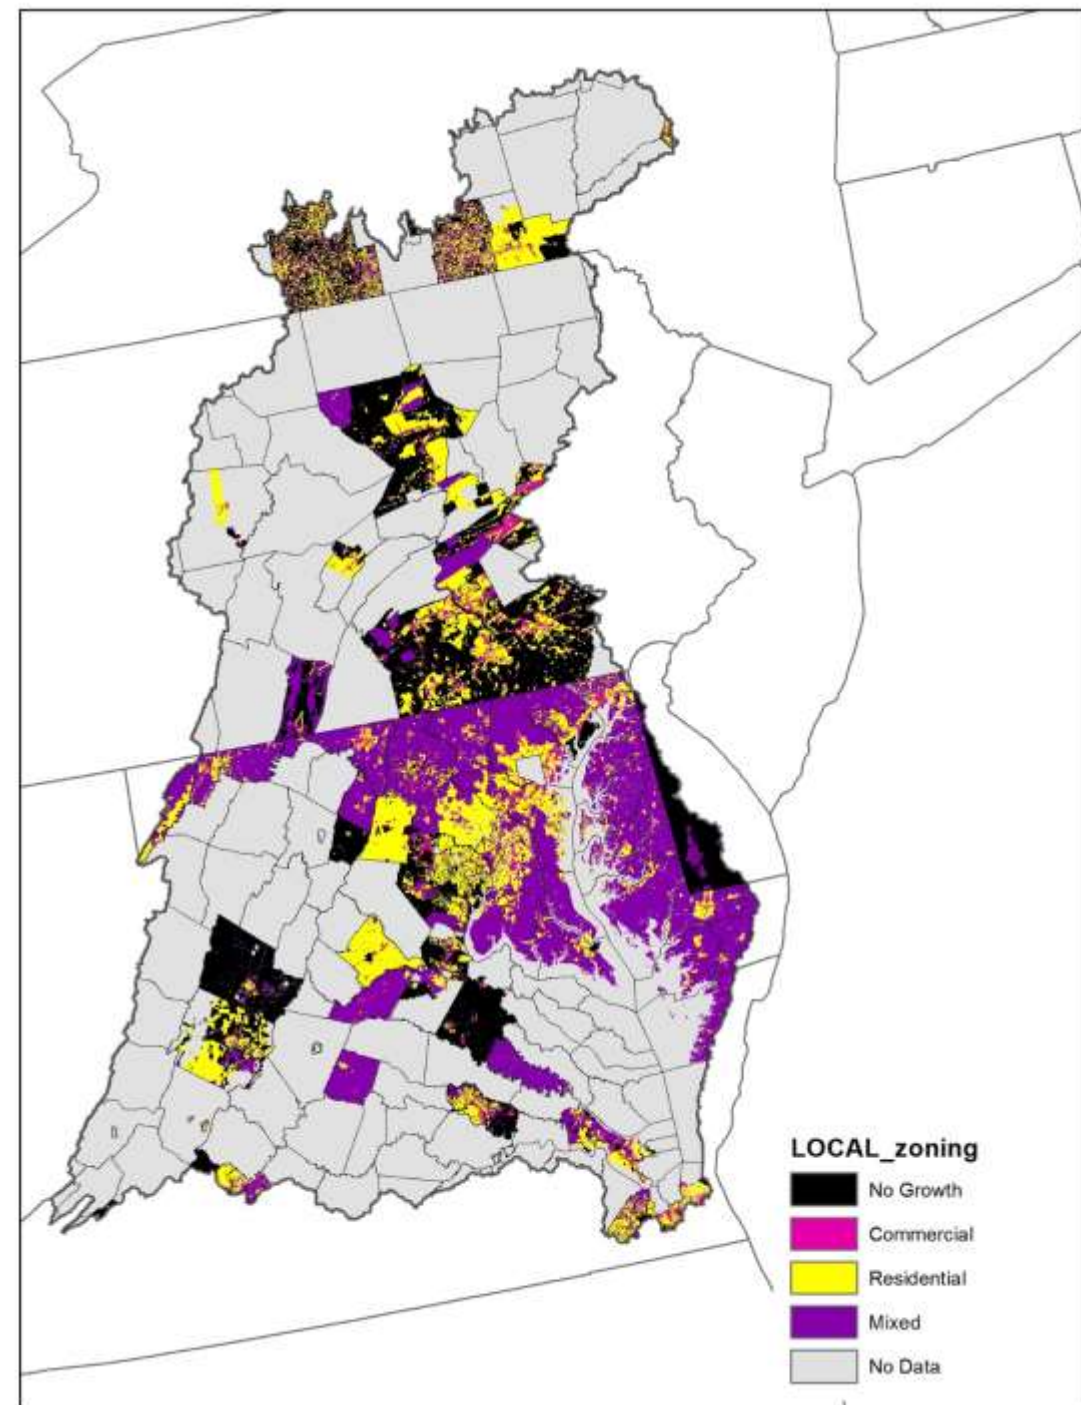 LOCAL_zoning
No Growth
Commercial
Residential
Mixed
No Data